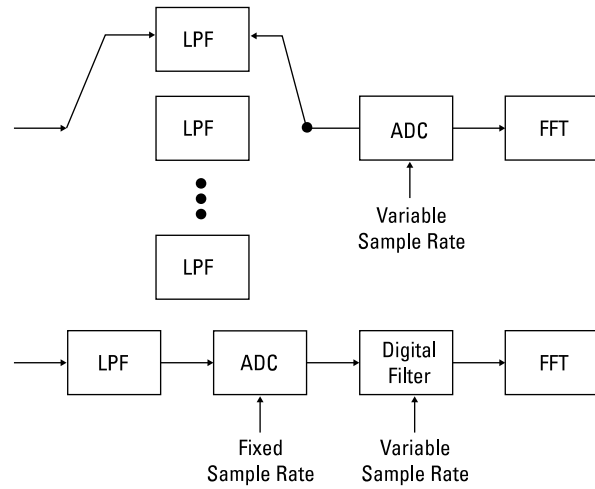 LPF
LPF
ADC
FFT
Variable
Sample Rate
LPF
LPF
ADC
Digital
Filter
FFT
Fixed
Sample Rate
Variable
Sample Rate